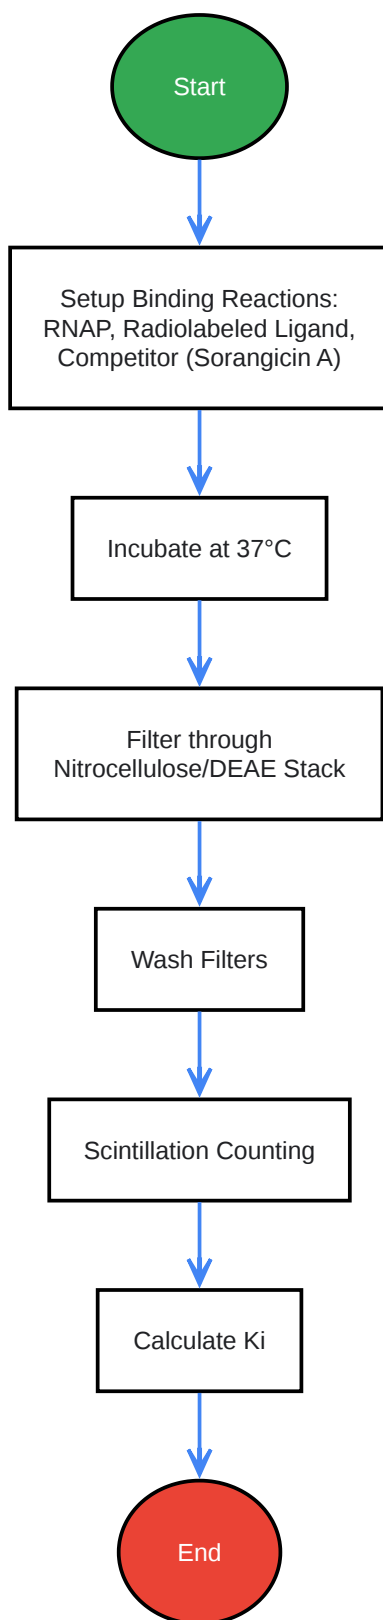 Start
Setup Binding Reactions:
RNAP, Radiolabeled Ligand,
Competitor (Sorangicin A)
Incubate at 37°C
Filter through
Nitrocellulose/DEAE Stack
Wash Filters
Scintillation Counting
Calculate Ki
End